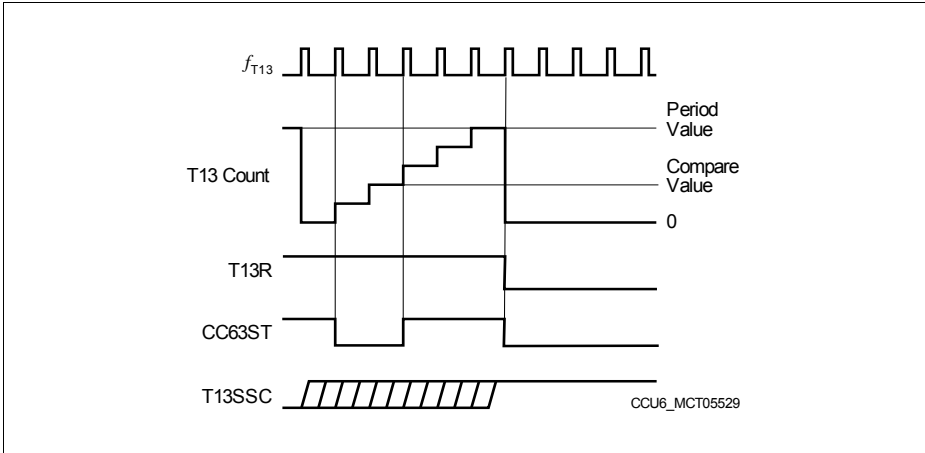 fT13
Period
Value
T13 Count
Compare
Value
0
T13R
CC63ST
T13SSC
CCU6_MCT05529